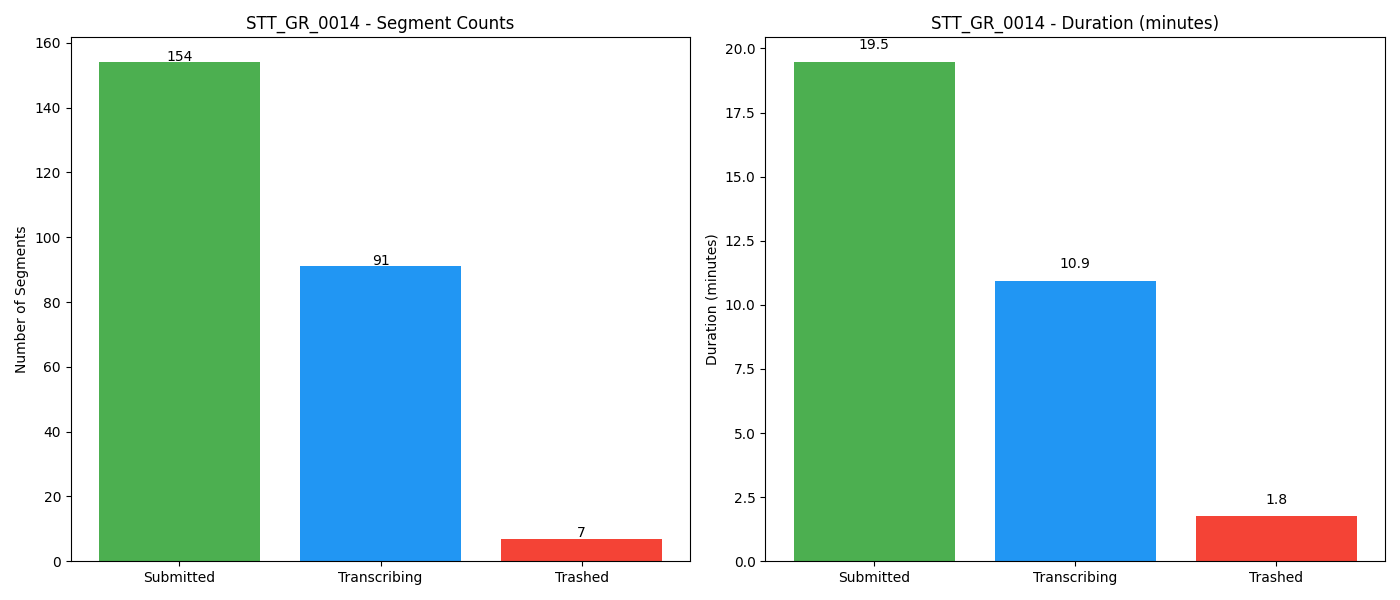 STT_GR_0014 - Segment Counts
160
140
120
100
80
60
40
20
0
Number of Segments
154
91
7
Submitted
Transcribing
Trashed
STT_GR_0014 - Duration (minutes)
20.0
17.5
15.0
12.5
10.0
7.5
5.0
2.5
0.0
Duration (minutes)
19.5
10.9
1.8
Submitted
Transcribing
Trashed